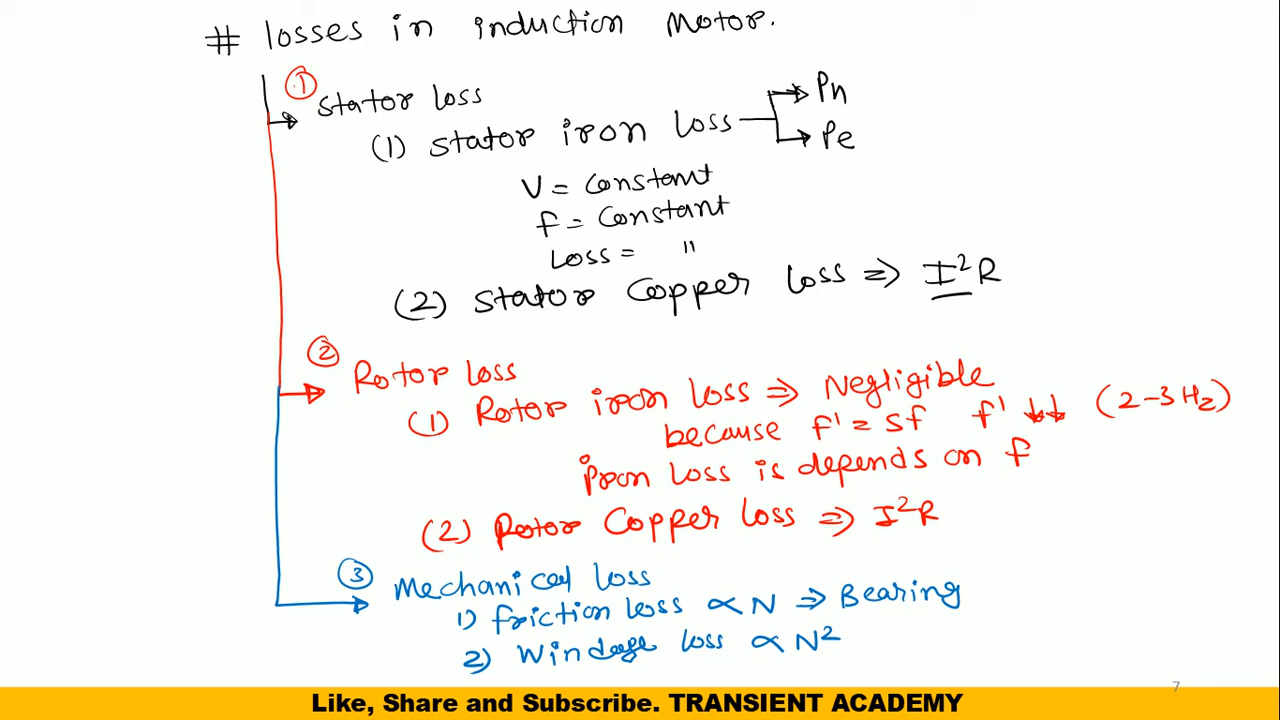 # losses in induction Motor.
① Stator loss
(1) Stator iron loss → Ph
→ Pe
V = Constant
f = Constant
Loss = "
(2) Stator Copper loss ⇒ I²R
② Rotor loss
(1) Rotor iron loss ⇒ Negligible
because f' = sf f' ↓↓ (2-3Hz)
iron loss is depends on f
(2) Rotor Copper loss ⇒ I²R
③ Mechanical loss
1) friction loss ∝ N ⇒ Bearing
2) Windage loss ∝ N²
7
Like, Share and Subscribe. TRANSIENT ACADEMY